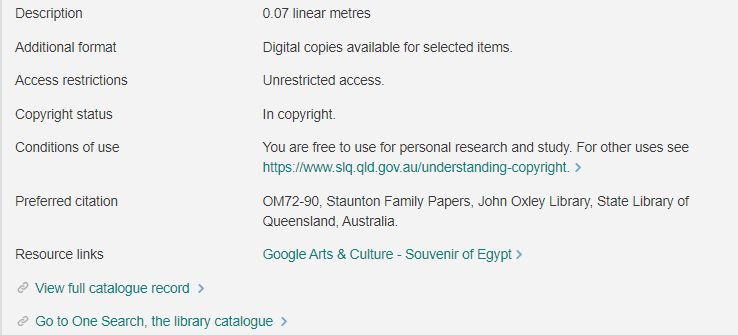 Description 0.07 linear metres
Additional format Digital copies available for selected items.
Access restrictions Unrestricted access.
Copyright status In copyright.
Conditions of use You are free to use for personal research and study. For other uses see
https://www.slq.qld.gov.au/understanding-copyright.
Preferred citation OM72-90, Staunton Family Papers, John Oxley Library, State Library of
Queensland, Australia.
Resource links Google Arts & Culture - Souvenir of Egypt
View full catalogue record
Go to One Search, the library catalogue